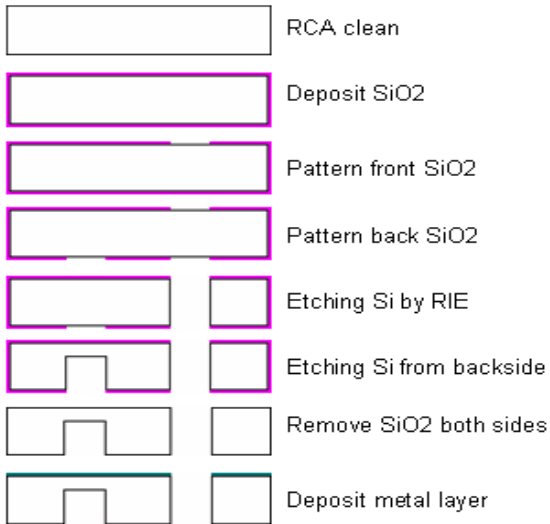 RCA clean
Deposit SiO2
Pattern front SiO2
Pattern back SiO2
Etching Si by RIE
Etching Si from backside
Remove SiO2 both sides
Deposit metal layer